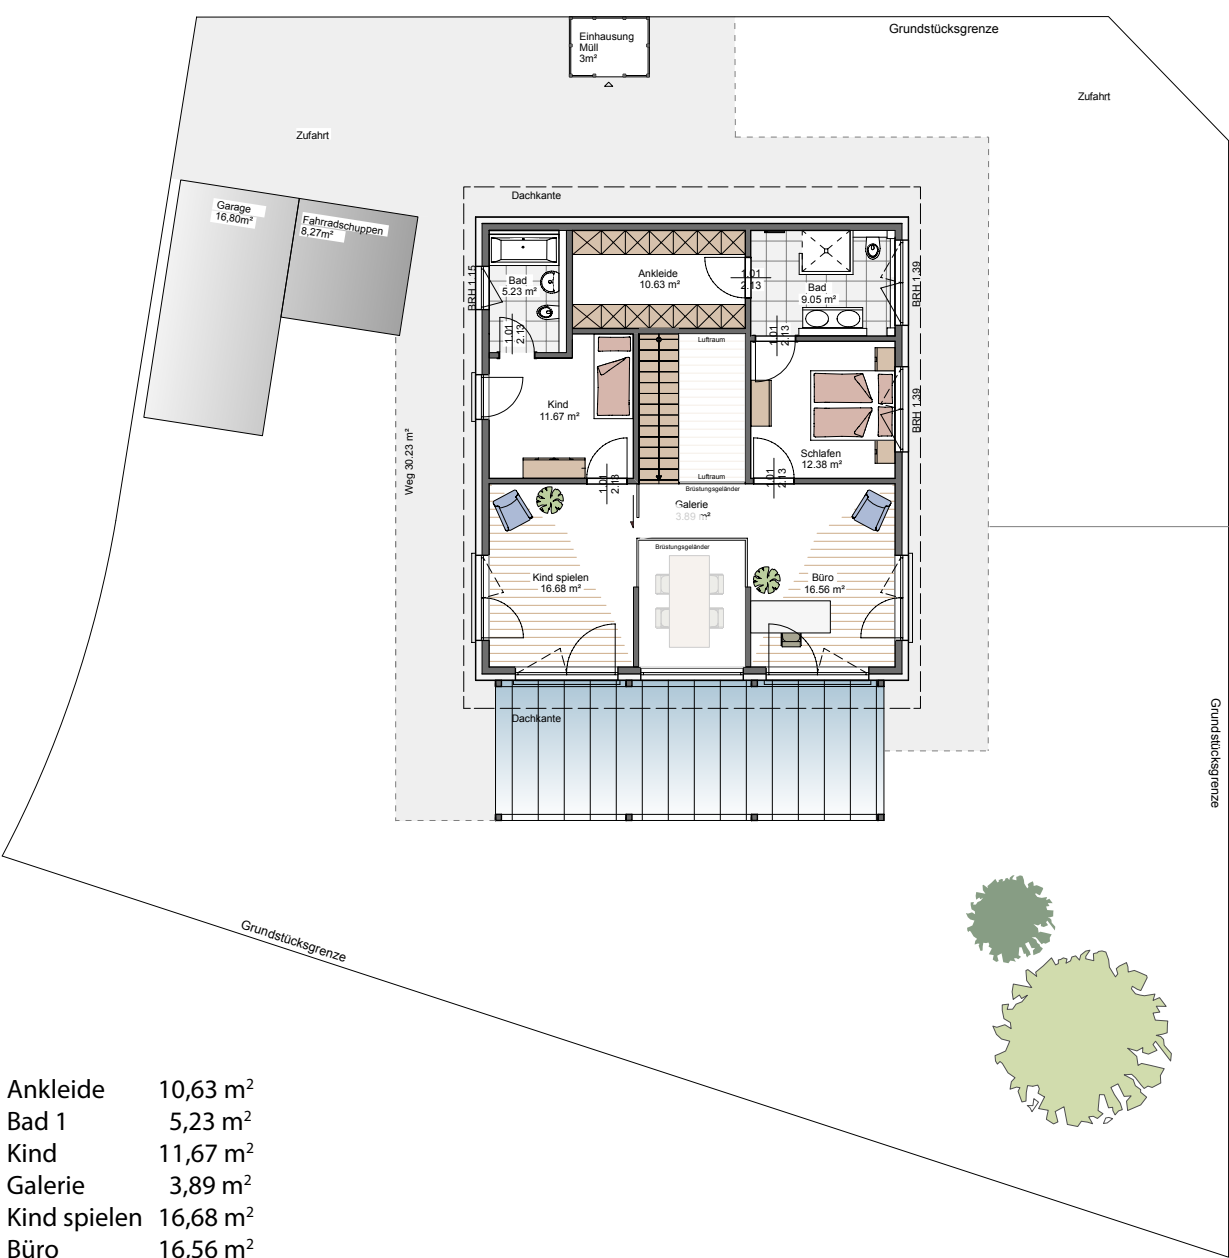 Grundstücksgrenze
Einhausung
Müll
3m²
Zufahrt
Zufahrt
Dachkante
Garage
16,80m²
Fahrradschuppen
8,27m²
BRH 1.15
Bad
5.23 m²
1.01
2.13
Ankleide
10.63 m²
1.01
2.13
Bad
9.05 m²
BRH 1.39
1.01
2.13
Luftraum
Kind
11.67 m²
BRH 1.39
Schlafen
12.38 m²
Weg 30.23 m²
1.01
2.13
Luftraum
Brüstungsgeländer
1.01
2.13
Galerie
3.89 m²
Brüstungsgeländer
Kind spielen
16.68 m²
Büro
16.56 m²
Dachkante
Grundstücksgrenze
Grundstücksgrenze
Ankleide 10,63 m²
Bad 1 5,23 m²
Kind 11,67 m²
Galerie 3,89 m²
Kind spielen 16,68 m²
Büro 16,56 m²